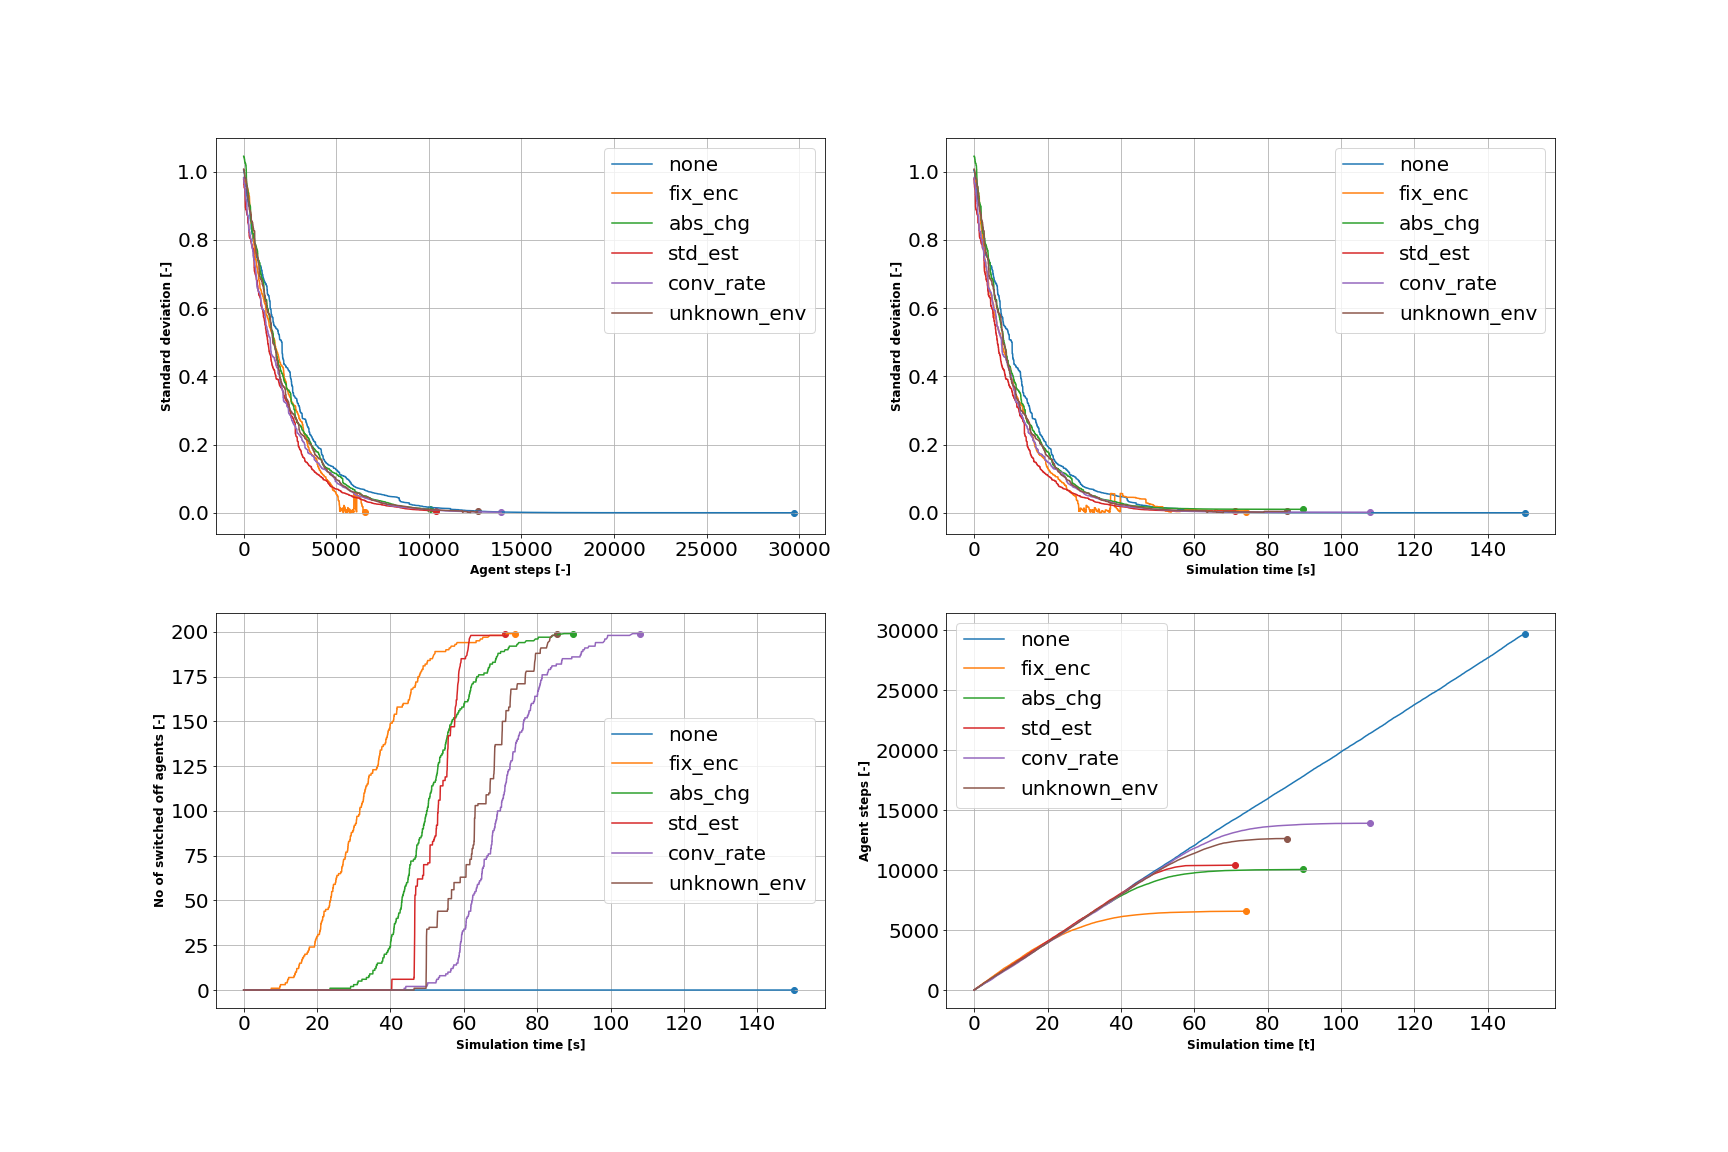 1.0
0.8
0.6
0.4
0.2
0.0
Standard deviation [-]
none
fix_enc
abs_chg
std_est
conv_rate
unknown_env
0 5000 10000 15000 20000 25000 30000
Agent steps [-]
1.0
0.8
0.6
0.4
0.2
0.0
Standard deviation [-]
none
fix_enc
abs_chg
std_est
conv_rate
unknown_env
0 20 40 60 80 100 120 140
Simulation time [s]
200
175
150
125
100
75
50
25
0
No of switched off agents [-]
none
fix_enc
abs_chg
std_est
conv_rate
unknown_env
0 20 40 60 80 100 120 140
Simulation time [s]
30000
25000
20000
15000
10000
5000
0
Agent steps [-]
none
fix_enc
abs_chg
std_est
conv_rate
unknown_env
0 20 40 60 80 100 120 140
Simulation time [t]